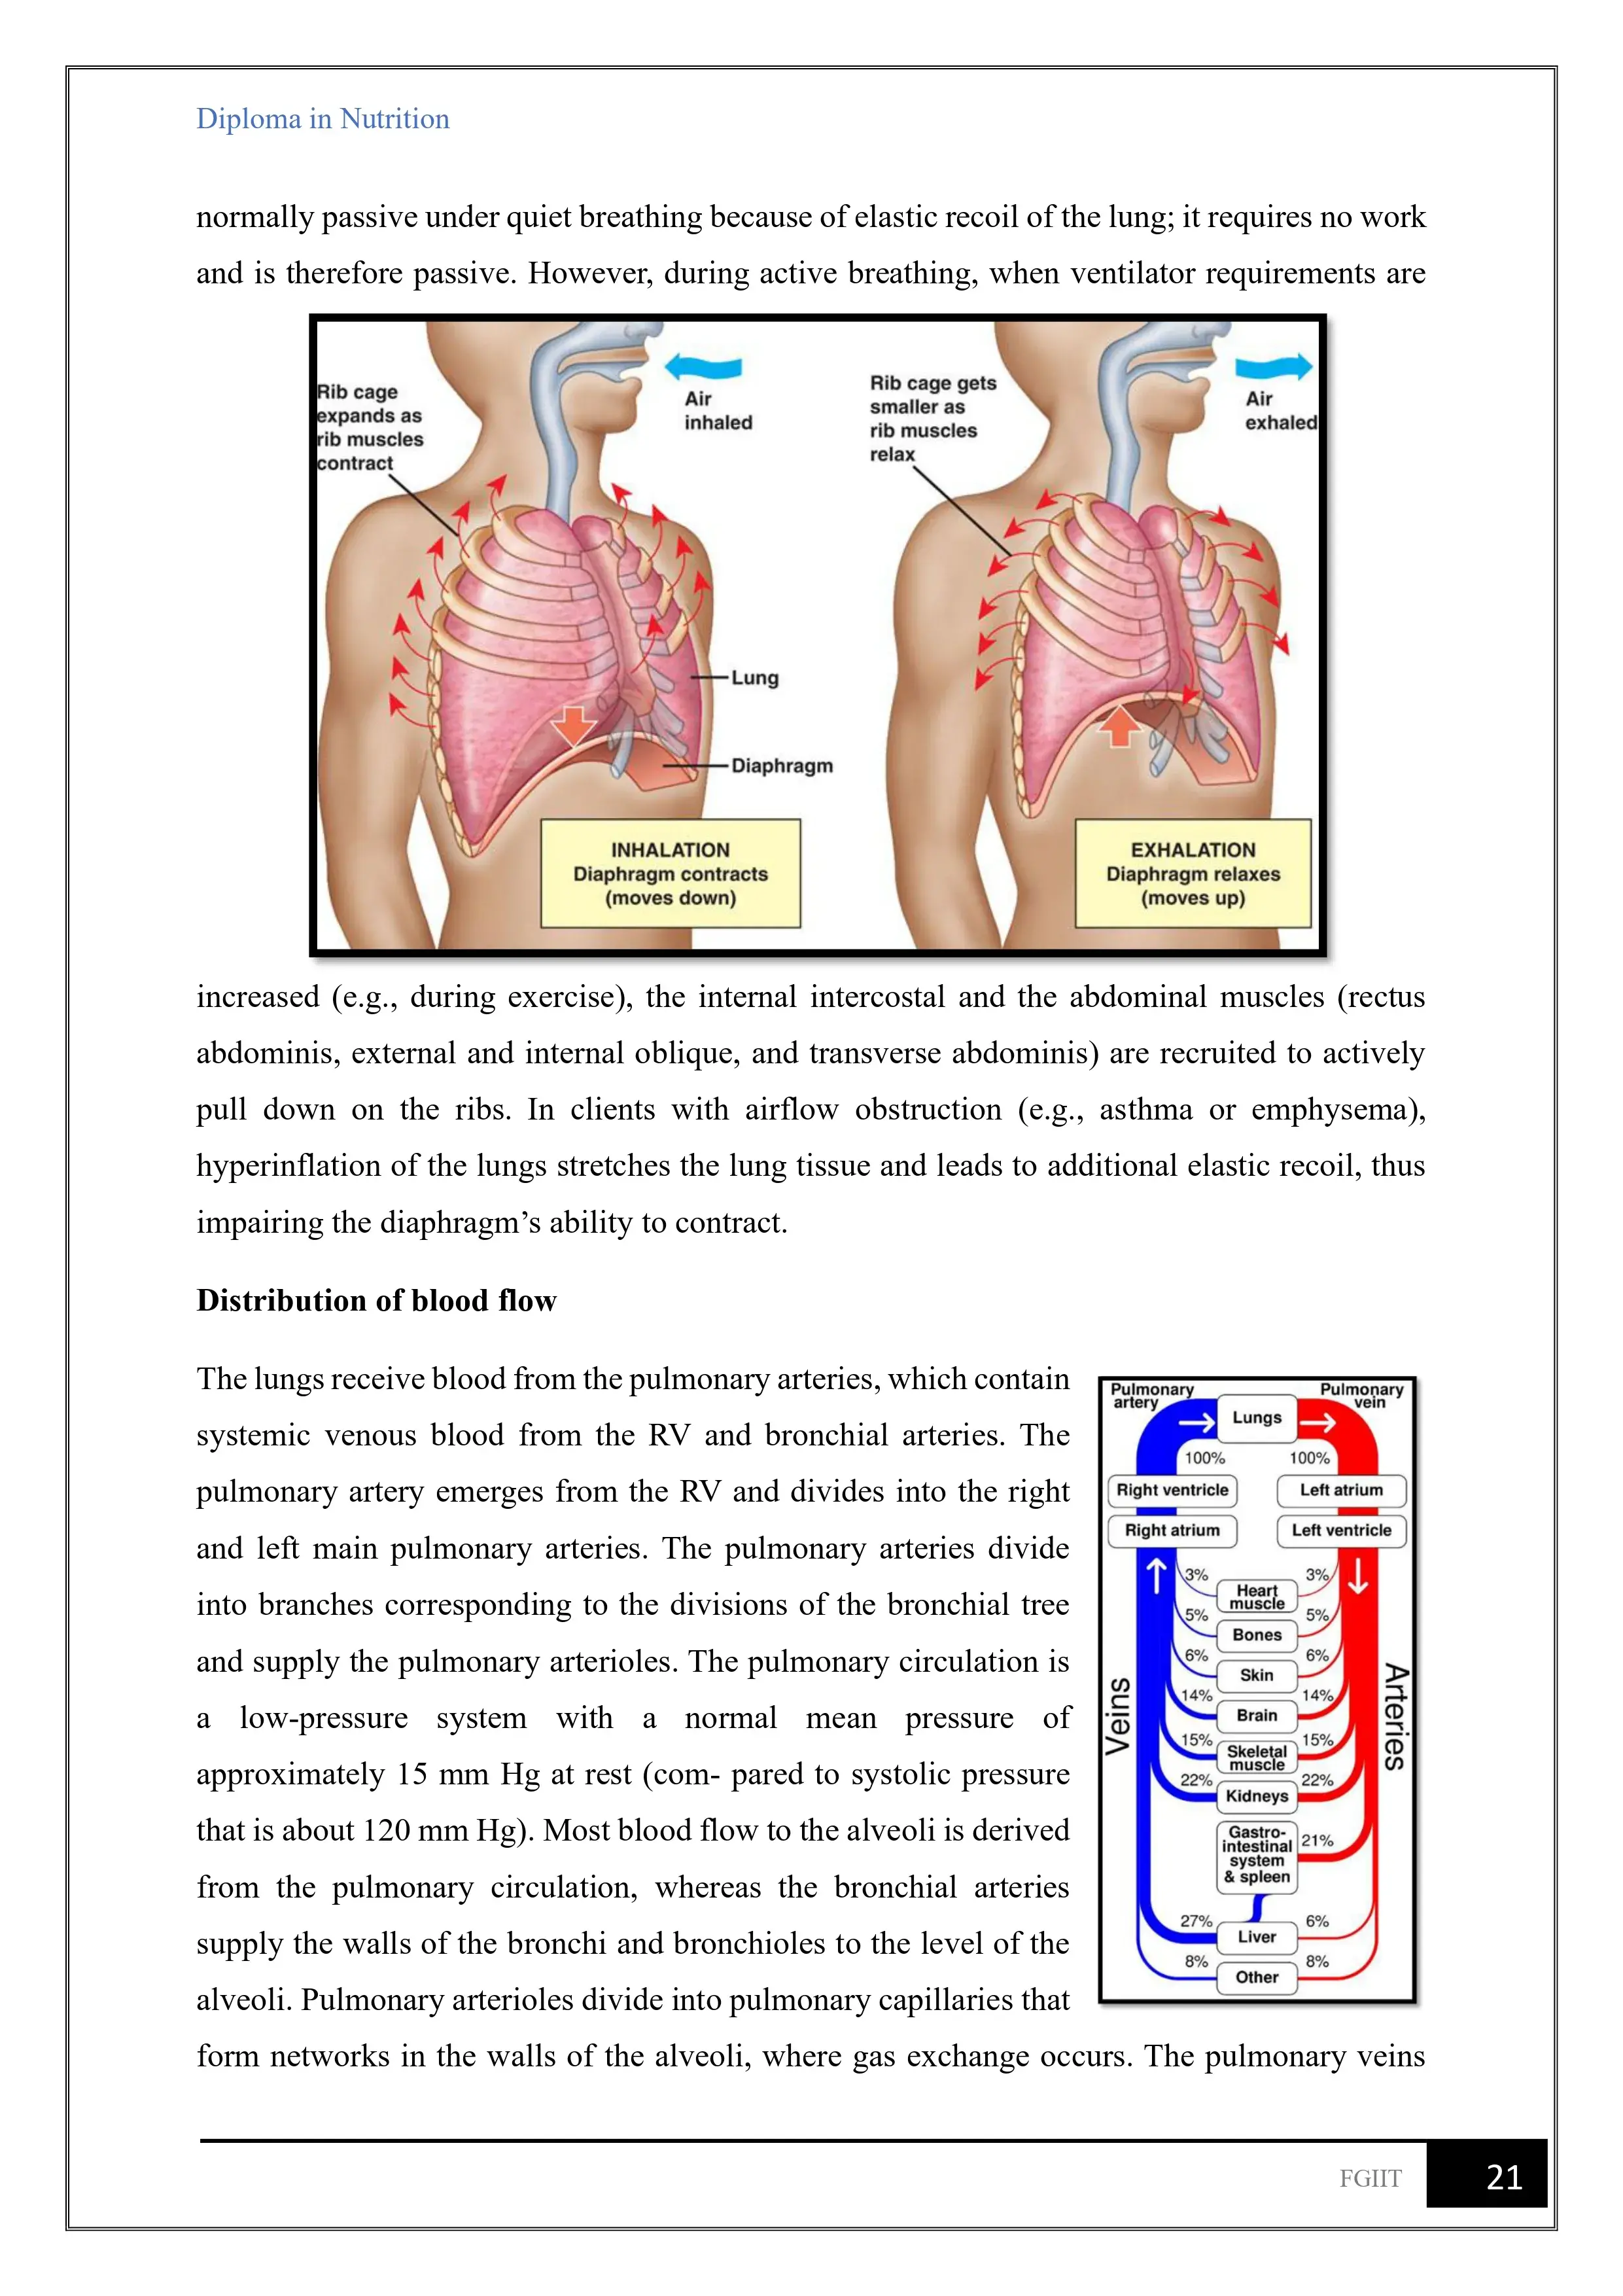 Diploma in Nutrition
normally passive under quiet breathing because of elastic recoil of the lung; it requires no work
and is therefore passive. However, during active breathing, when ventilator requirements are
Rib cage
expands as
rib muscles
contract
Air
inhaled
Lung
Diaphragm
INHALATION
Diaphragm contracts
(moves down)
Rib cage gets
smaller as
rib muscles
relax
Air
exhaled
EXHALATION
Diaphragm relaxes
(moves up)
increased (e.g., during exercise), the internal intercostal and the abdominal muscles (rectus
abdominis, external and internal oblique, and transverse abdominis) are recruited to actively
pull down on the ribs. In clients with airflow obstruction (e.g., asthma or emphysema),
hyperinflation of the lungs stretches the lung tissue and leads to additional elastic recoil, thus
impairing the diaphragm’s ability to contract.
Distribution of blood flow
The lungs receive blood from the pulmonary arteries, which contain
systemic venous blood from the RV and bronchial arteries. The
pulmonary artery emerges from the RV and divides into the right
and left main pulmonary arteries. The pulmonary arteries divide
into branches corresponding to the divisions of the bronchial tree
and supply the pulmonary arterioles. The pulmonary circulation is
a low-pressure system with a normal mean pressure of
approximately 15 mm Hg at rest (com- pared to systolic pressure
that is about 120 mm Hg). Most blood flow to the alveoli is derived
from the pulmonary circulation, whereas the bronchial arteries
supply the walls of the bronchi and bronchioles to the level of the
alveoli. Pulmonary arterioles divide into pulmonary capillaries that
form networks in the walls of the alveoli, where gas exchange occurs. The pulmonary veins
Pulmonary
artery
Pulmonary
vein
Lungs
100% 100%
Right ventricle Left atrium
Right atrium Left ventricle
3% Heart
muscle 3%
5% Bones 5%
6% Skin 6%
14% Brain 14%
15% Skeletal
muscle 15%
22% Kidneys 22%
Gastro-
intestinal
system
& spleen
21%
27% Liver 6%
8% Other 8%
Veins
Arteries
FGIIT
21